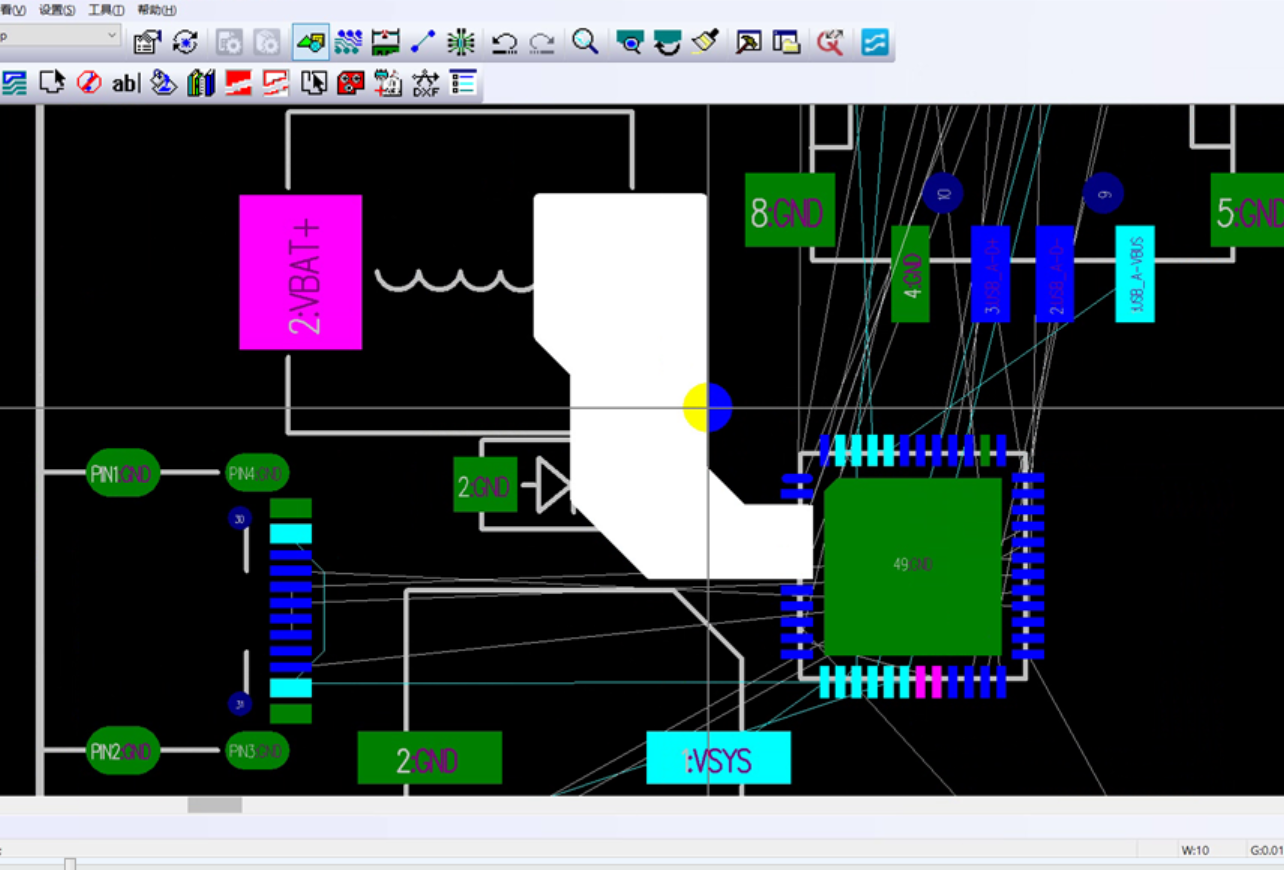 看(V) 设置(S) 工具(T) 帮助(H)
p
ab|
DXF
2:VBAT+
8:GND
10
9
5:GND
4:GND
3:USB_A-D+
2:USB_A-D-
1:USB_A-VBUS
PIN1:GND
PIN4:GND
2:GND
30
49:GND
31
PIN2:GND
PIN3:GND
2:GND
1:VSYS
W:10
G:0.01